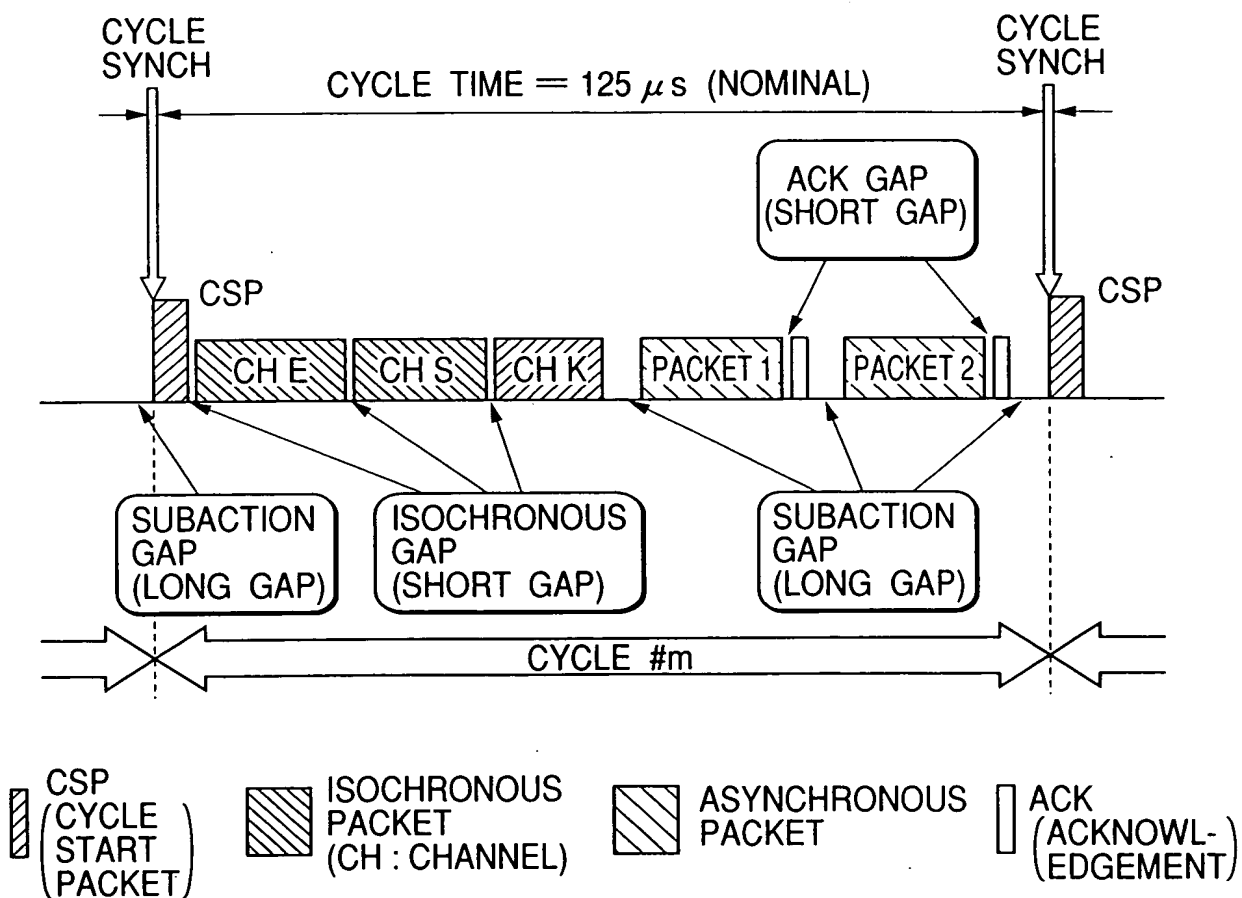 CYCLE
SYNCH
CYCLE
SYNCH
CYCLE TIME = 125 μs (NOMINAL)
ACK GAP
(SHORT GAP)
CSP
CSP
CH E
CH S
CH K
PACKET 1
PACKET 2
SUBACTION
GAP
(LONG GAP)
ISOCHRONOUS
GAP
(SHORT GAP)
SUBACTION
GAP
(LONG GAP)
CYCLE #m
CSP
(CYCLE
START
PACKET)
ISOCHRONOUS
PACKET
(CH : CHANNEL)
ASYNCHRONOUS
PACKET
ACK
(ACKNOWL-
EDGEMENT)